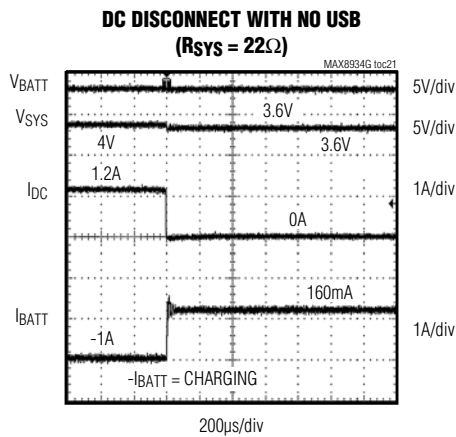 DC DISCONNECT WITH NO USB
(RSYS = 22Ω)
MAX8934G toc21
VBATT
5V/div
VSYS
3.6V
5V/div
4V
3.6V
1.2A
IDC
1A/div
0A
160mA
IBATT
-1A
1A/div
-IBATT = CHARGING
200µs/div